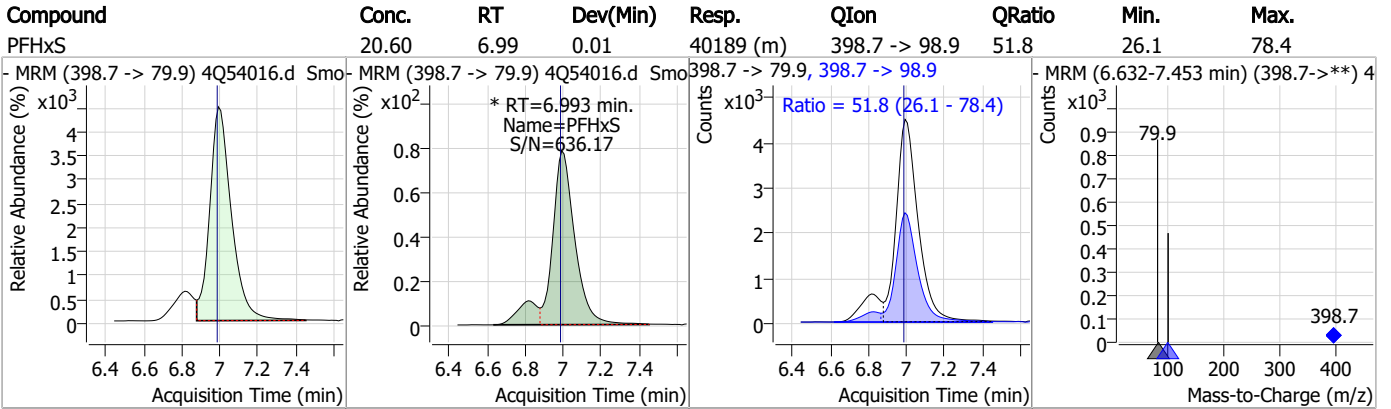 Compound Conc. RT Dev(Min) Resp. QIon QRatio Min. Max.
PFHxS 20.60 6.99 0.01 40189 (m) 398.7 -> 98.9 51.8 26.1 78.4
- MRM (398.7 -> 79.9) 4Q54016.d Smo
Relative Abundance (%)
x10³
4
3.5
3
2.5
2
1.5
1
0.5
0
6.4 6.6 6.8 7 7.2 7.4
Acquisition Time (min)
- MRM (398.7 -> 79.9) 4Q54016.d Smo
Relative Abundance (%)
x10²
* RT=6.993 min.
Name=PFHxS
S/N=636.17
0.8
0.6
0.4
0.2
0
6.4 6.6 6.8 7 7.2 7.4
Acquisition Time (min)
398.7 -> 79.9, 398.7 -> 98.9
Counts
x10³
Ratio = 51.8 (26.1 - 78.4)
4
3
2
1
0
6.4 6.6 6.8 7 7.2 7.4
Acquisition Time (min)
- MRM (6.632-7.453 min) (398.7->**) 4
Counts
x10³
79.9
0.9
0.8
0.7
0.6
0.5
0.4
0.3
0.2
0.1
0
398.7
100 200 300 400
Mass-to-Charge (m/z)